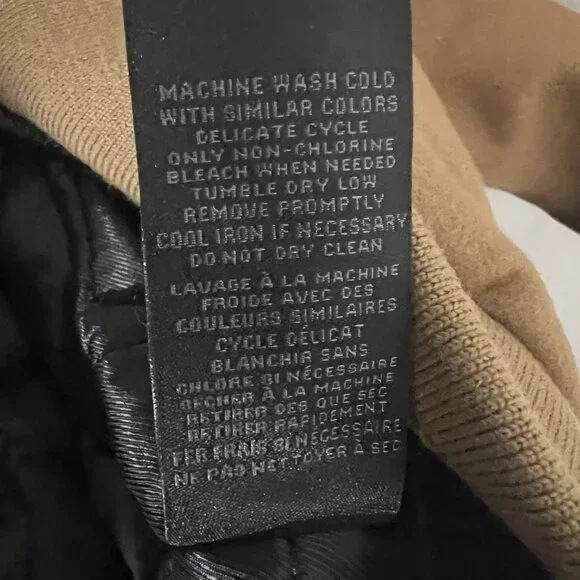 MACHINE WASH COLD
WITH SIMILAR COLORS
DELICATE CYCLE
ONLY NON-CHLORINE
BLEACH WHEN NEEDED
TUMBLE DRY LOW
REMOVE PROMPTLY
COOL IRON IF NECESSARY
DO NOT DRY CLEAN
LAVAGE À LA MACHINE
FROIDE AVEC DES
COULEURS SIMILAIRES
CYCLE DÉLICAT
BLANCHIR SANS
CHLORE SI NÉCESSAIRE
SÉCHER À LA MACHINE
RETIRER DES QUE SEC
RETIRER RAPIDEMENT
FER FRAIS SI NÉCESSAIRE
NE PAS NETTOYER À SEC